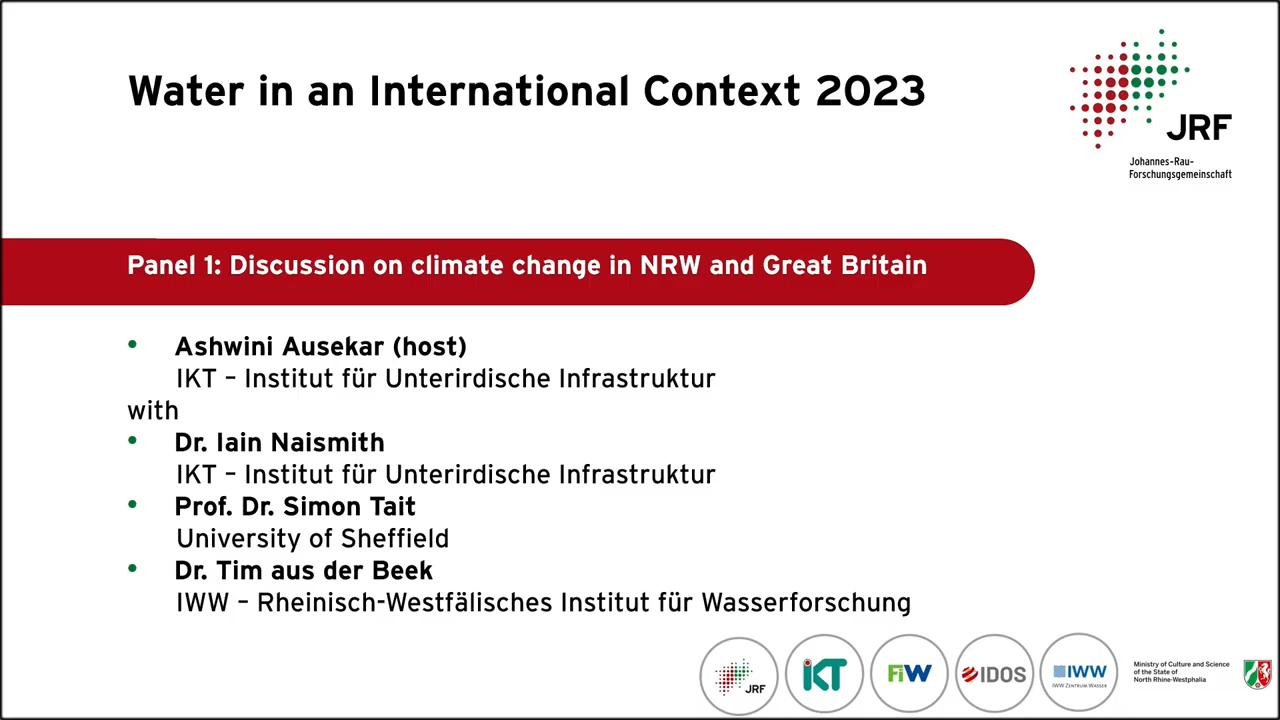 Water in an International Context 2023
JRF
Johannes-Rau-
Forschungsgemeinschaft
Panel 1: Discussion on climate change in NRW and Great Britain
• Ashwini Ausekar (host)
IKT – Institut für Unterirdische Infrastruktur
with
• Dr. Iain Naismith
IKT – Institut für Unterirdische Infrastruktur
• Prof. Dr. Simon Tait
University of Sheffield
• Dr. Tim aus der Beek
IWW – Rheinisch-Westfälisches Institut für Wasserforschung
JRF
IKT
FiW
IDOS
IWW
IWW ZENTRUM WASSER
Ministry of Culture and Science
of the State of
North Rhine-Westphalia